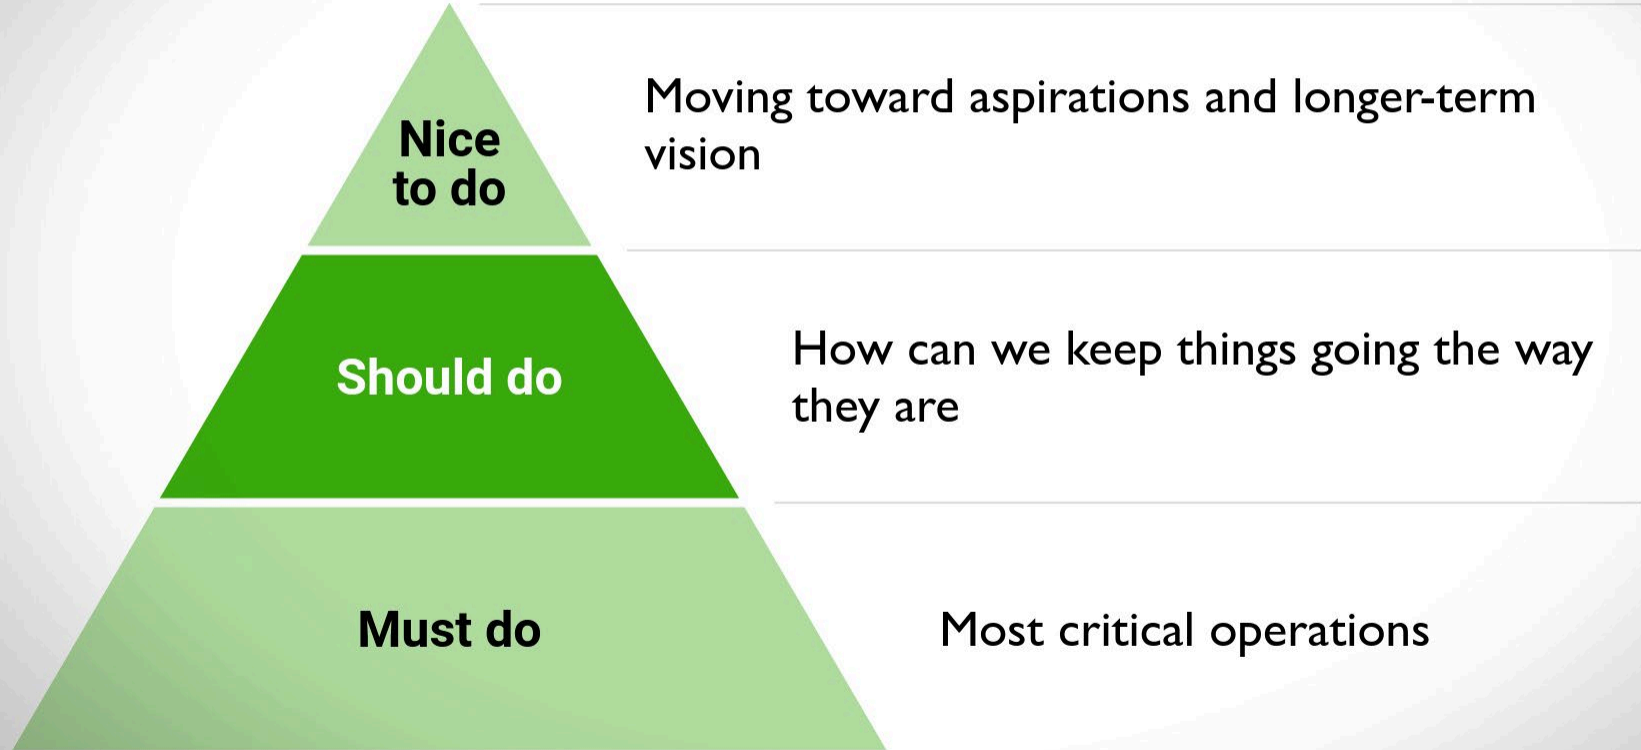 Nice
to do
Moving toward aspirations and longer-term
vision
Should do
How can we keep things going the way
they are
Must do
Most critical operations